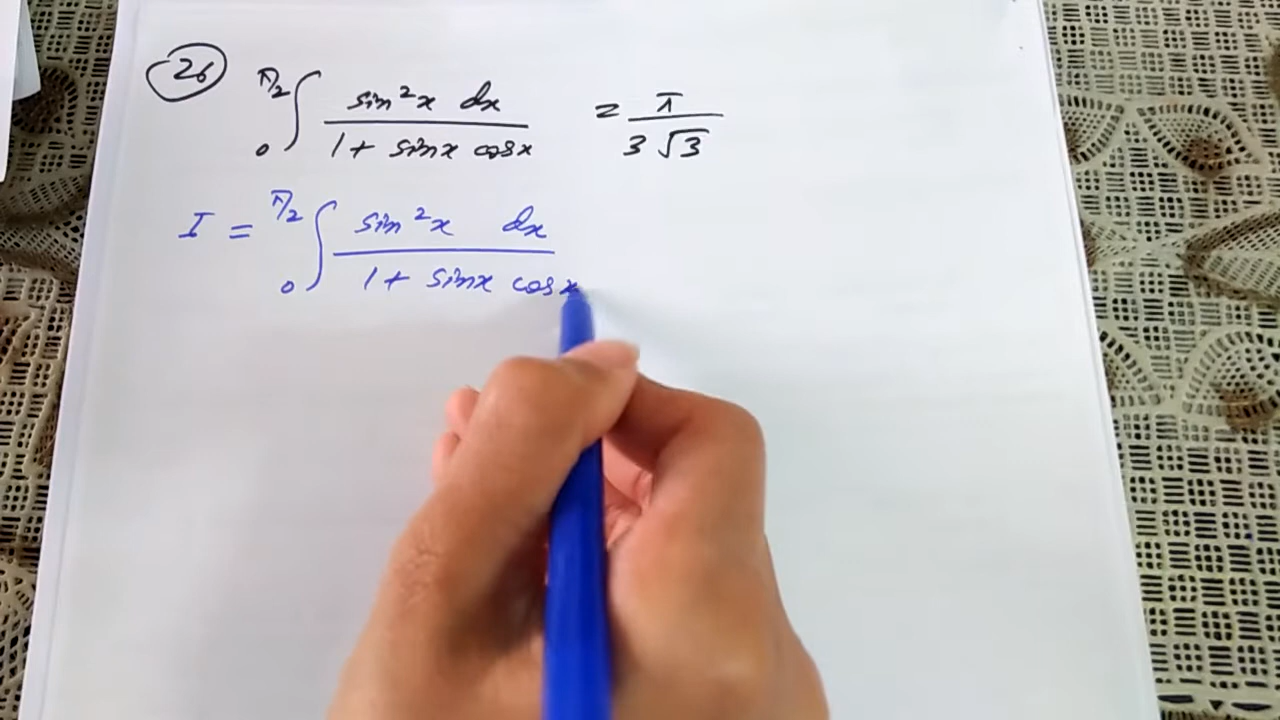 26 π/2 ∫ 0 sin²x dx / 1 + sinx cosx = π / 3√3
I = π/2 ∫ 0 sin²x dx / 1 + sinx cosx